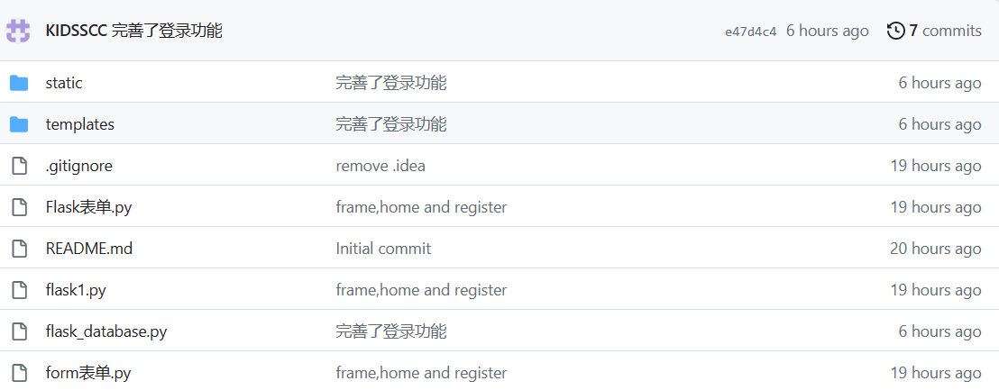 KIDSSCC 完善了登录功能 e47d4c4 6 hours ago 7 commits
static 完善了登录功能 6 hours ago
templates 完善了登录功能 6 hours ago
.gitignore remove .idea 19 hours ago
Flask表单.py frame,home and register 19 hours ago
README.md Initial commit 20 hours ago
flask1.py frame,home and register 19 hours ago
flask_database.py 完善了登录功能 6 hours ago
form表单.py frame,home and register 19 hours ago